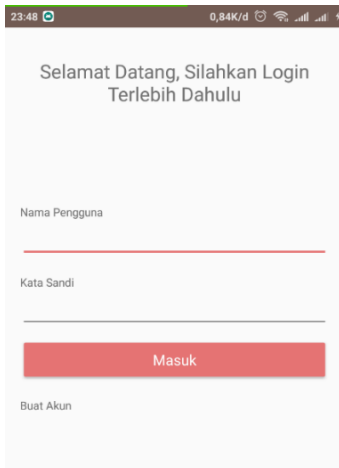 23:48 0,84K/d
Selamat Datang, Silahkan Login
Terlebih Dahulu
Nama Pengguna
Kata Sandi
Masuk
Buat Akun